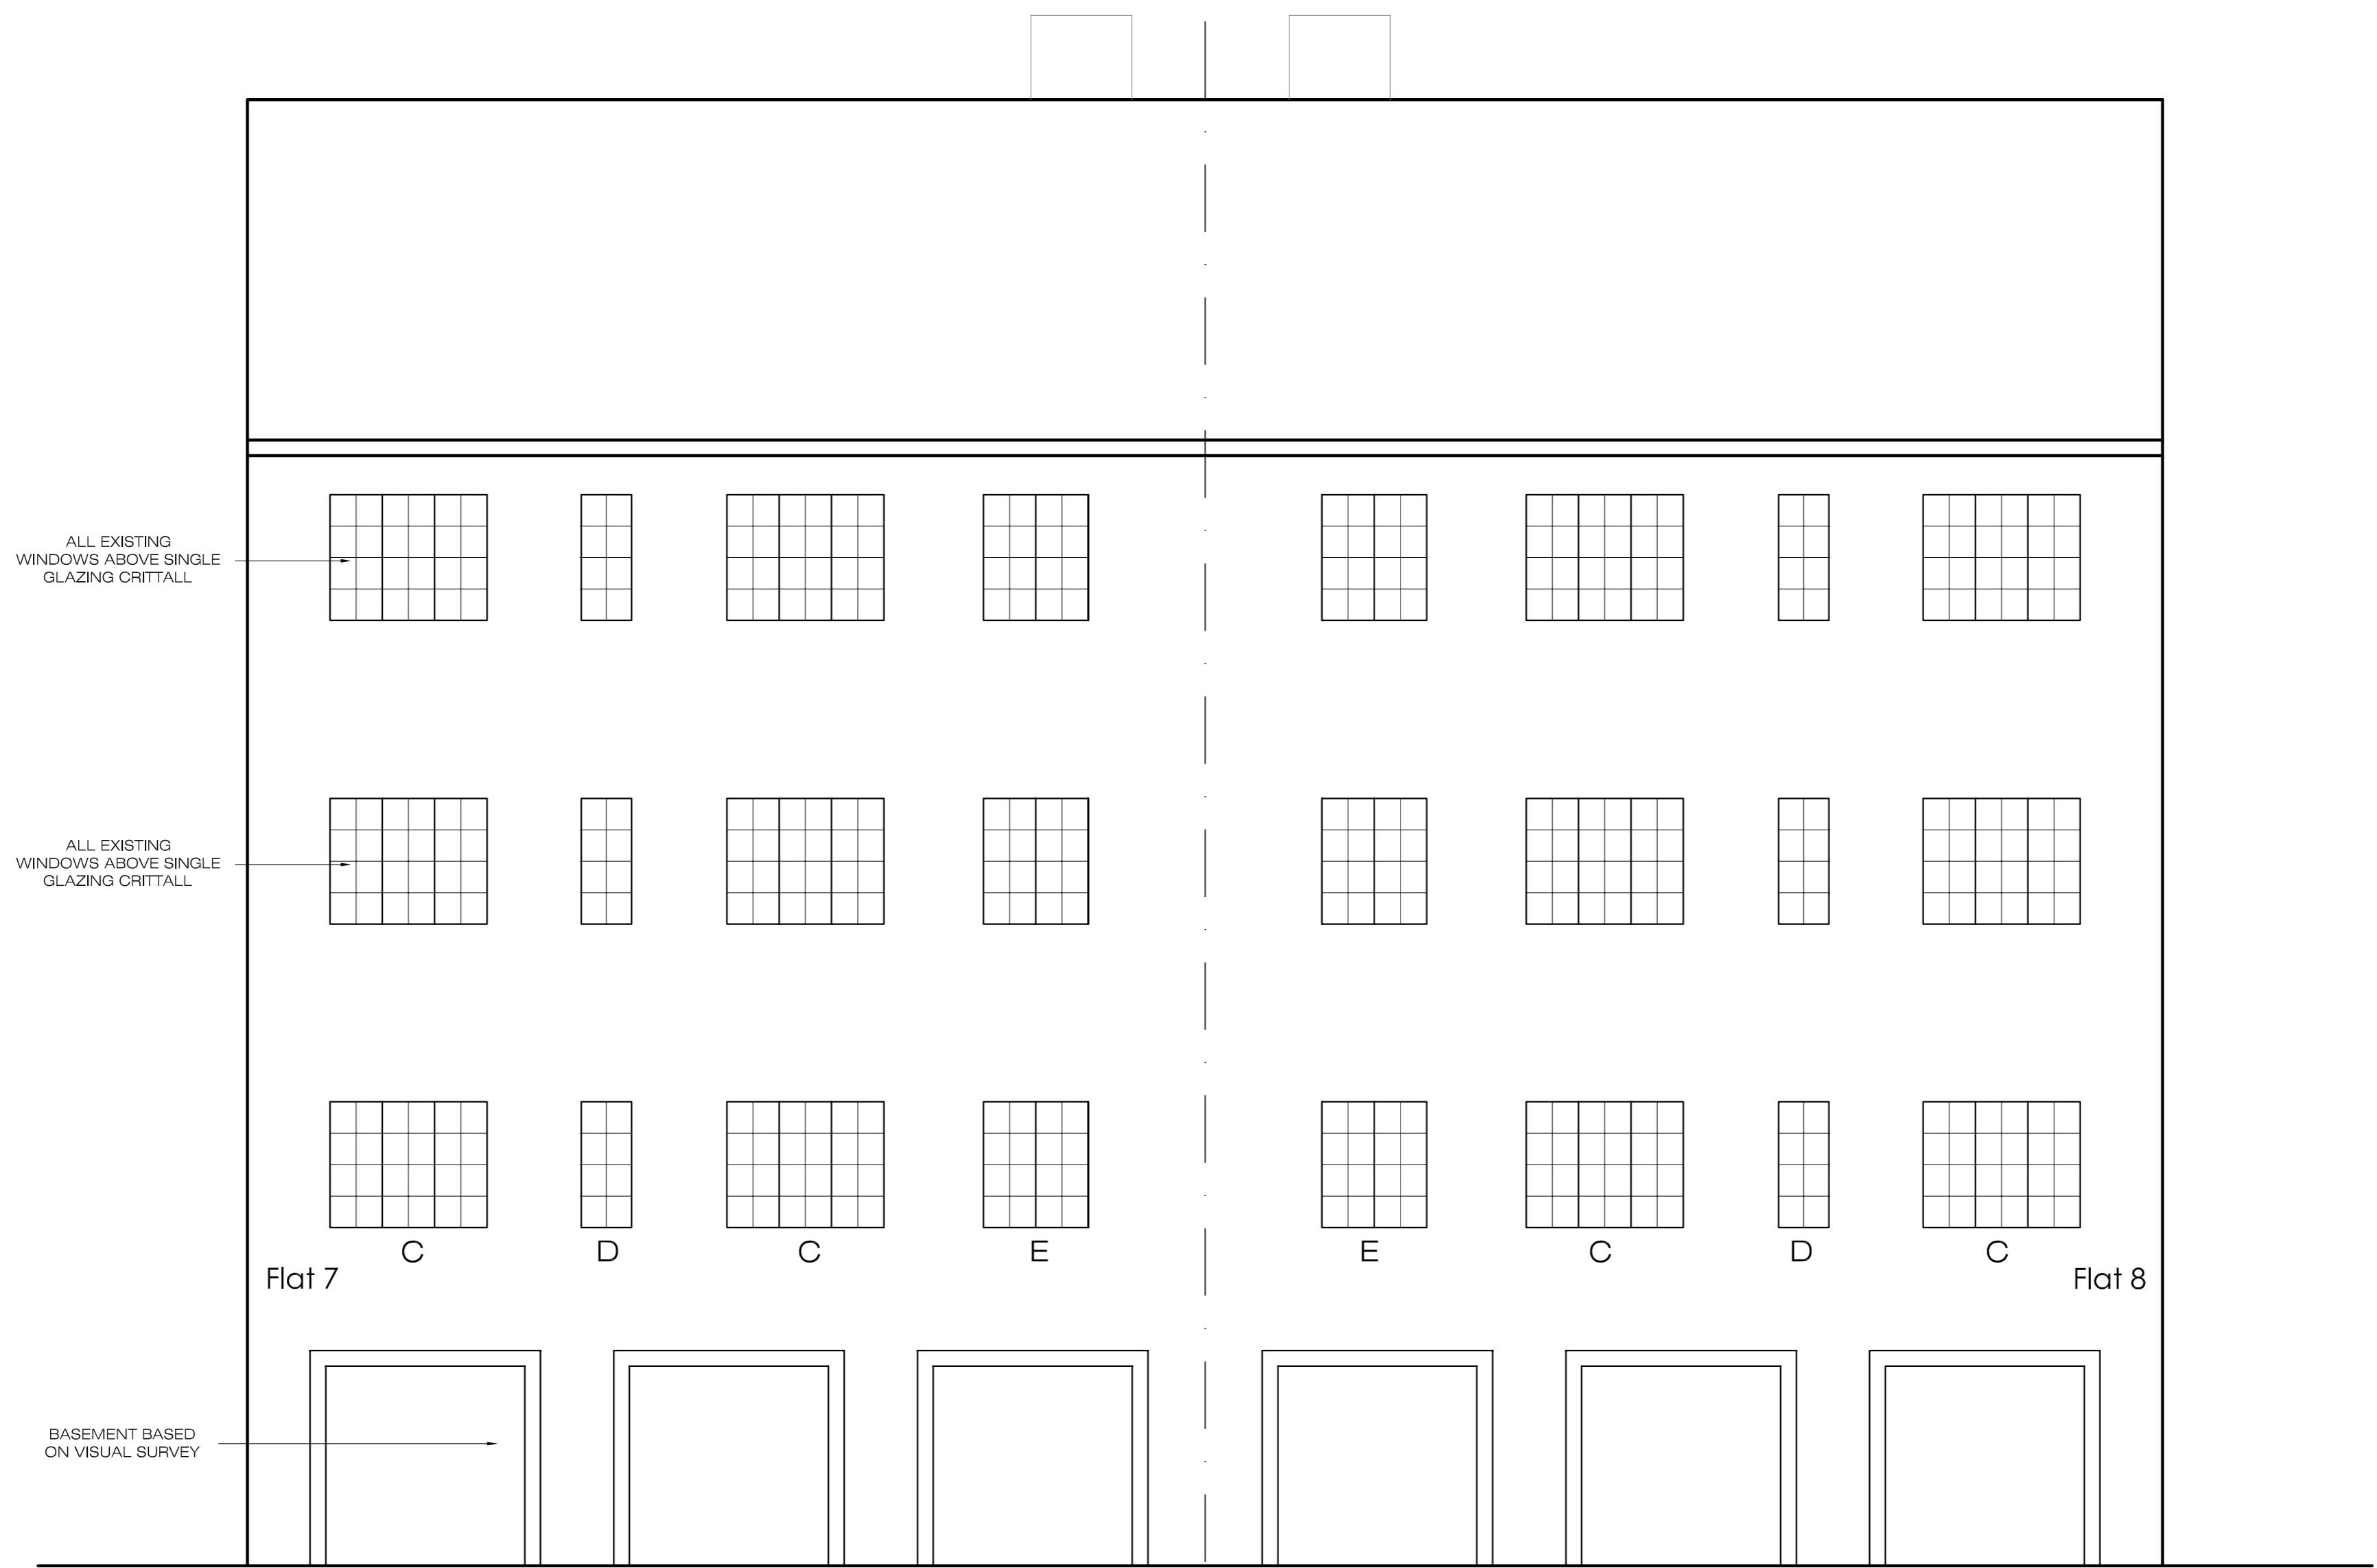 ALL EXISTING
WINDOWS ABOVE SINGLE
GLAZING CRITTALL
ALL EXISTING
WINDOWS ABOVE SINGLE
GLAZING CRITTALL
C D C E E C D C
Flat 7
Flat 8
BASEMENT BASED
ON VISUAL SURVEY